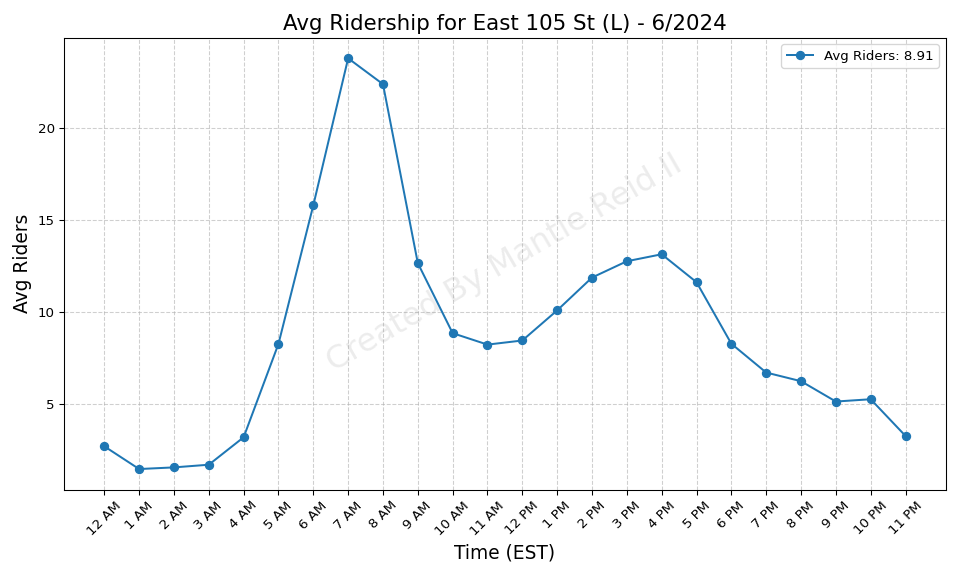 Avg Ridership for East 105 St (L) - 6/2024
Avg Riders: 8.91
Avg Riders
20
15
10
5
Created By Mantle Reid II
12 AM
1 AM
2 AM
3 AM
4 AM
5 AM
6 AM
7 AM
8 AM
9 AM
10 AM
11 AM
12 PM
1 PM
2 PM
3 PM
4 PM
5 PM
6 PM
7 PM
8 PM
9 PM
10 PM
11 PM
Time (EST)